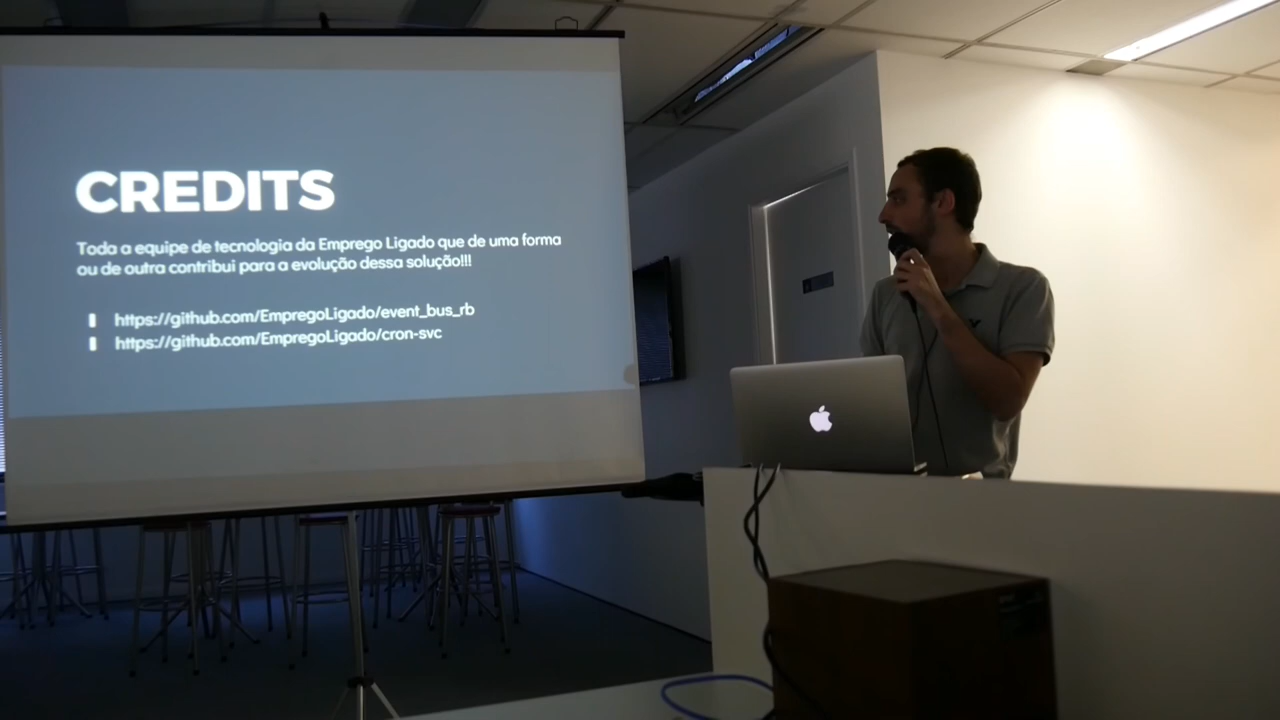 CREDITS
Toda a equipe de tecnologia da Emprego Ligado que de uma forma
ou de outra contribui para a evolução dessa solução!!!
https://github.com/EmpregoLigado/event_bus_rb
https://github.com/EmpregoLigado/cron-svc